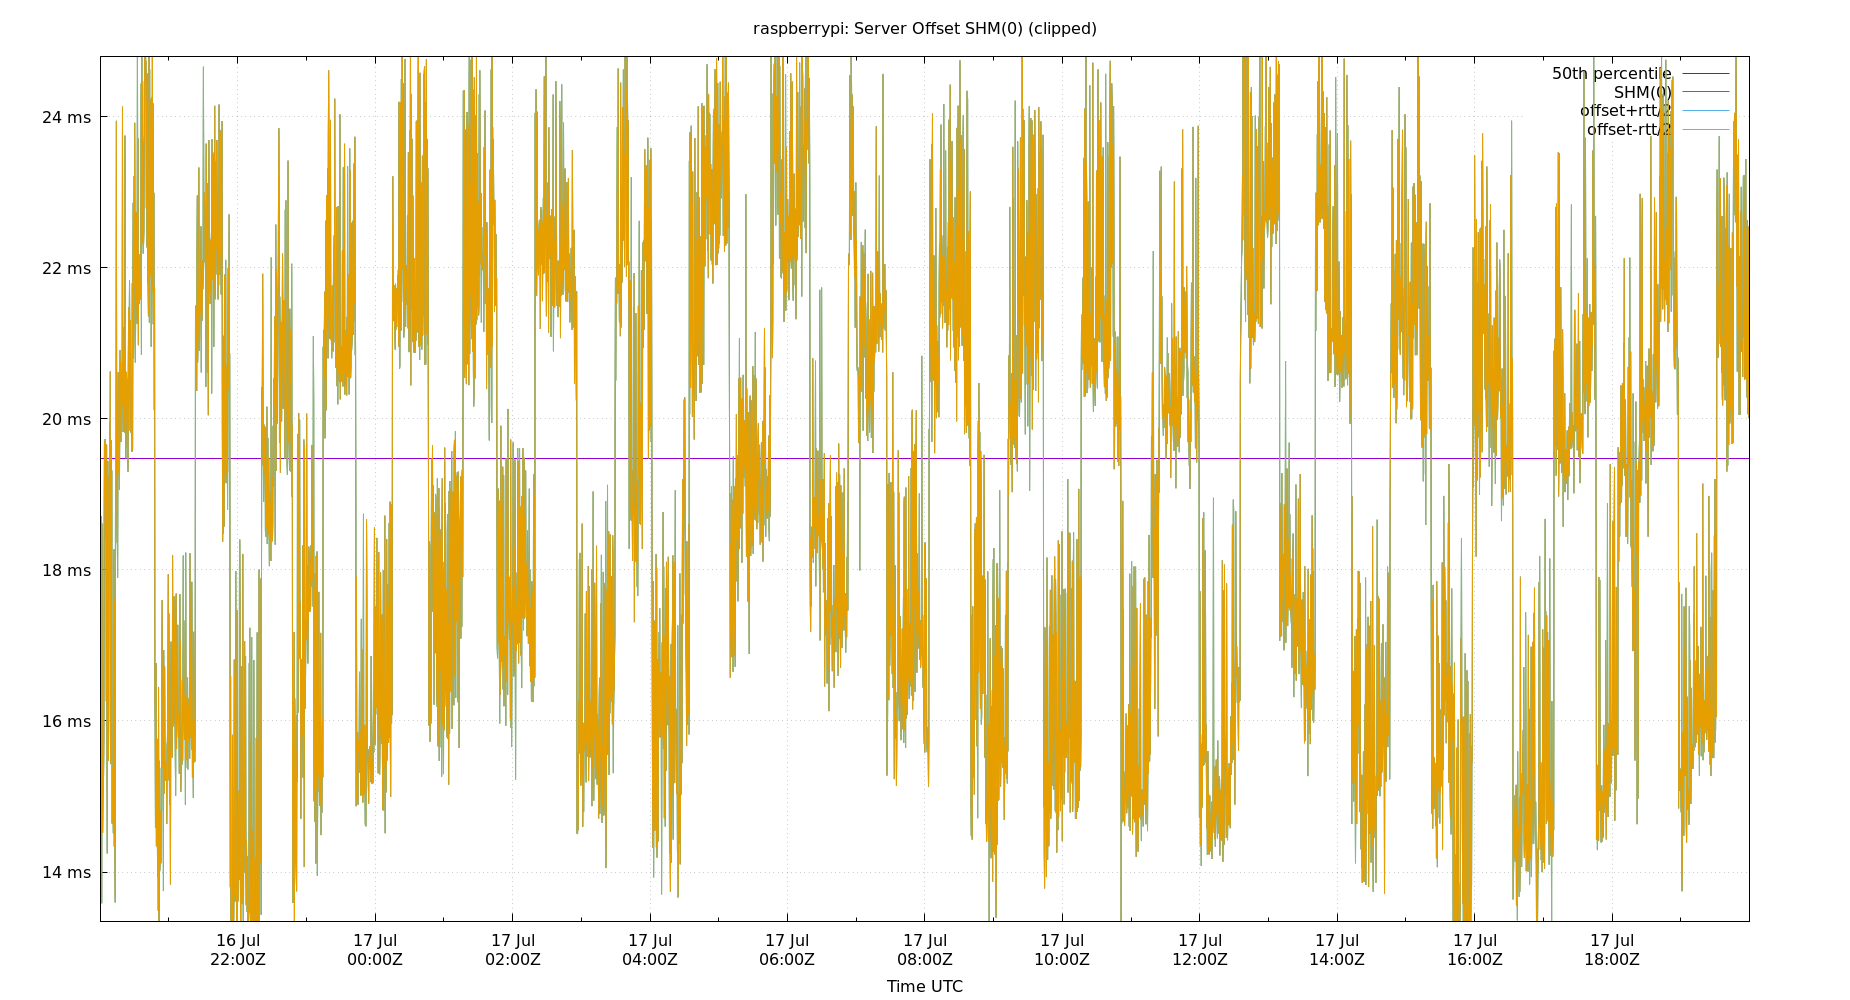 raspberrypi: Server Offset SHM(0) (clipped)
50th percentile
SHM(0)
offset+rtt/2
offset-rtt/2
24 ms
22 ms
20 ms
18 ms
16 ms
14 ms
16 Jul 17 Jul 17 Jul 17 Jul 17 Jul 17 Jul 17 Jul 17 Jul 17 Jul 17 Jul 17 Jul
22:00Z 00:00Z 02:00Z 04:00Z 06:00Z 08:00Z 10:00Z 12:00Z 14:00Z 16:00Z 18:00Z
Time UTC